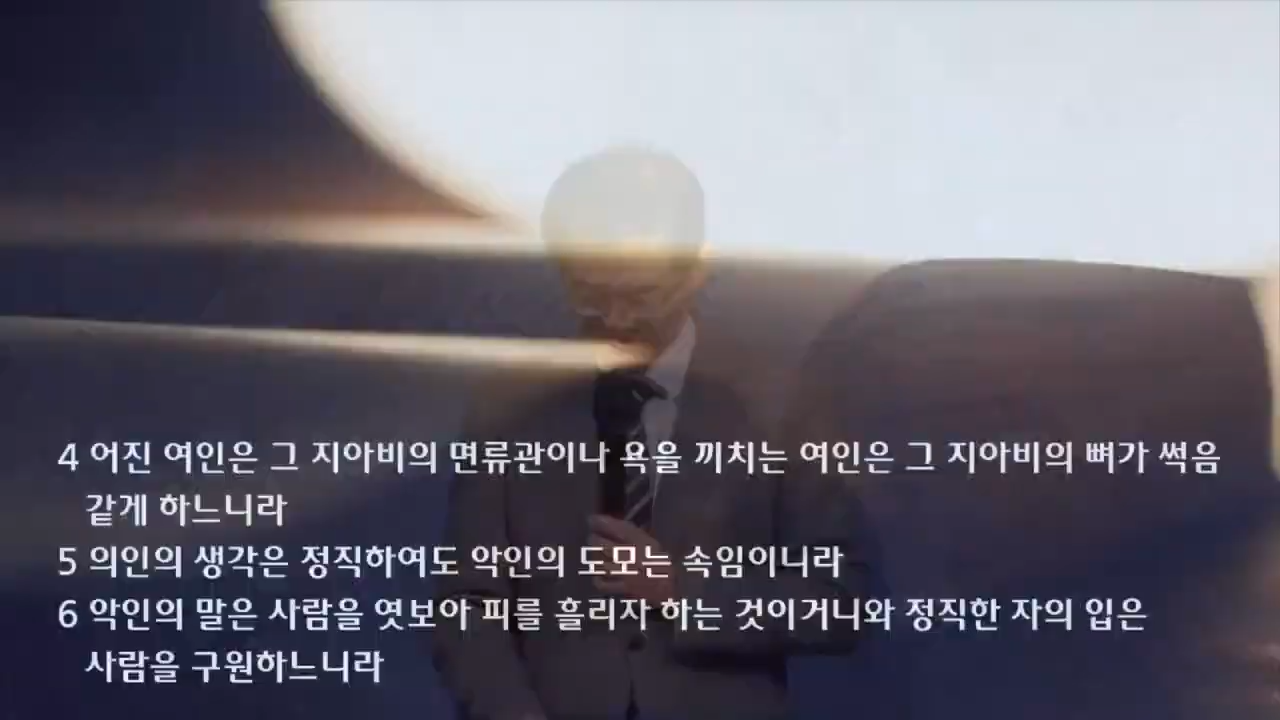 4 어진 여인은 그 지아비의 면류관이나 욕을 끼치는 여인은 그 지아비의 뼈가 썩음
같게 하느니라
5 의인의 생각은 정직하여도 악인의 도모는 속임이니라
6 악인의 말은 사람을 엿보아 피를 흘리자 하는 것이거니와 정직한 자의 입은
사람을 구원하느니라